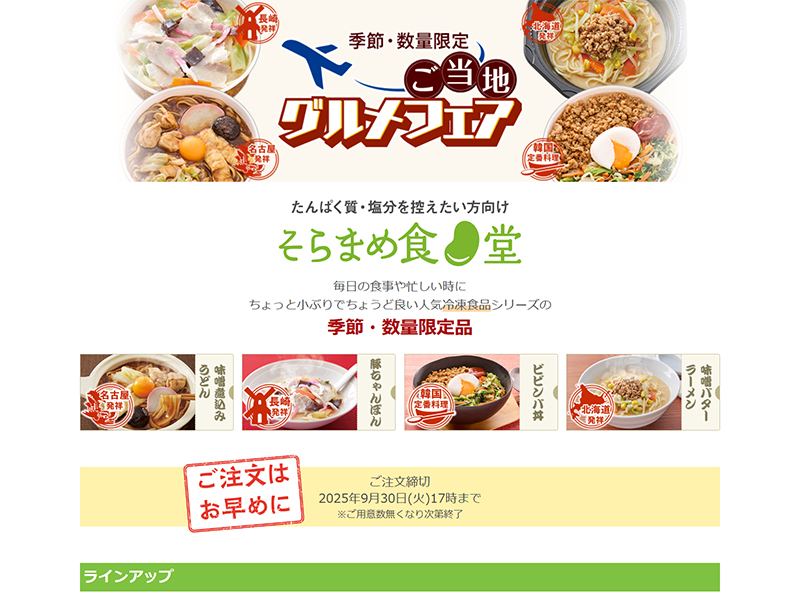 長崎
発祥
北海道
発祥
季節・数量限定
ご当地
グルメフェア
名古屋
発祥
韓国
定番料理
たんぱく質・塩分を控えたい方向け
そらまめ食堂
毎日の食事や忙しい時に
ちょっと小ぶりでちょうど良い人気冷凍食品シリーズの
季節・数量限定品
名古屋
発祥
味噌煮込み
うどん
長崎
発祥
豚ちゃんぽん
韓国
定番料理
ビビンバ丼
北海道
発祥
味噌バター
ラーメン
ご注文は
お早めに
ご注文締切
2025年9月30日(火)17時まで
※ご用意数無くなり次第終了
ラインアップ